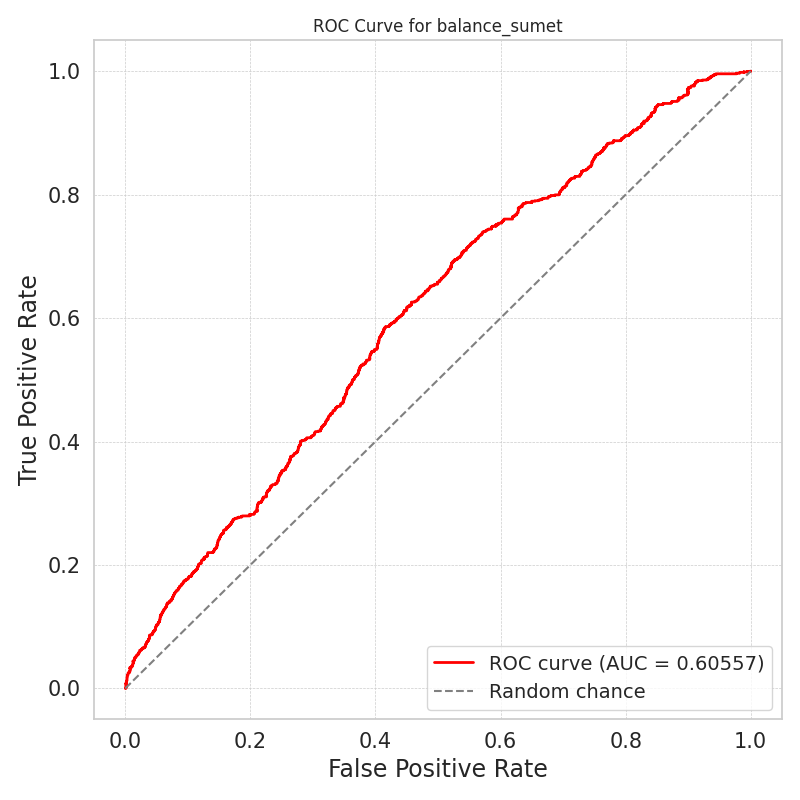 ROC Curve for balance_sumet
1.0
0.8
0.6
0.4
0.2
0.0
True Positive Rate
ROC curve (AUC = 0.60557)
Random chance
0.0 0.2 0.4 0.6 0.8 1.0
False Positive Rate